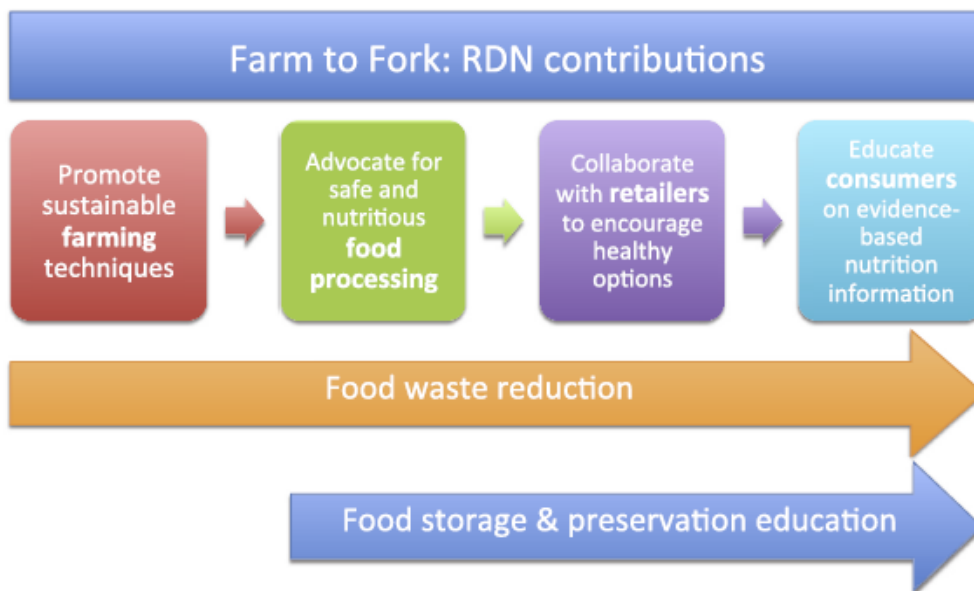 Farm to Fork: RDN contributions
Promote
sustainable
farming
techniques
Advocate for
safe and
nutritious
food
processing
Collaborate
with retailers
to encourage
healthy
options
Educate
consumers
on evidence-
based
nutrition
information
Food waste reduction
Food storage & preservation education